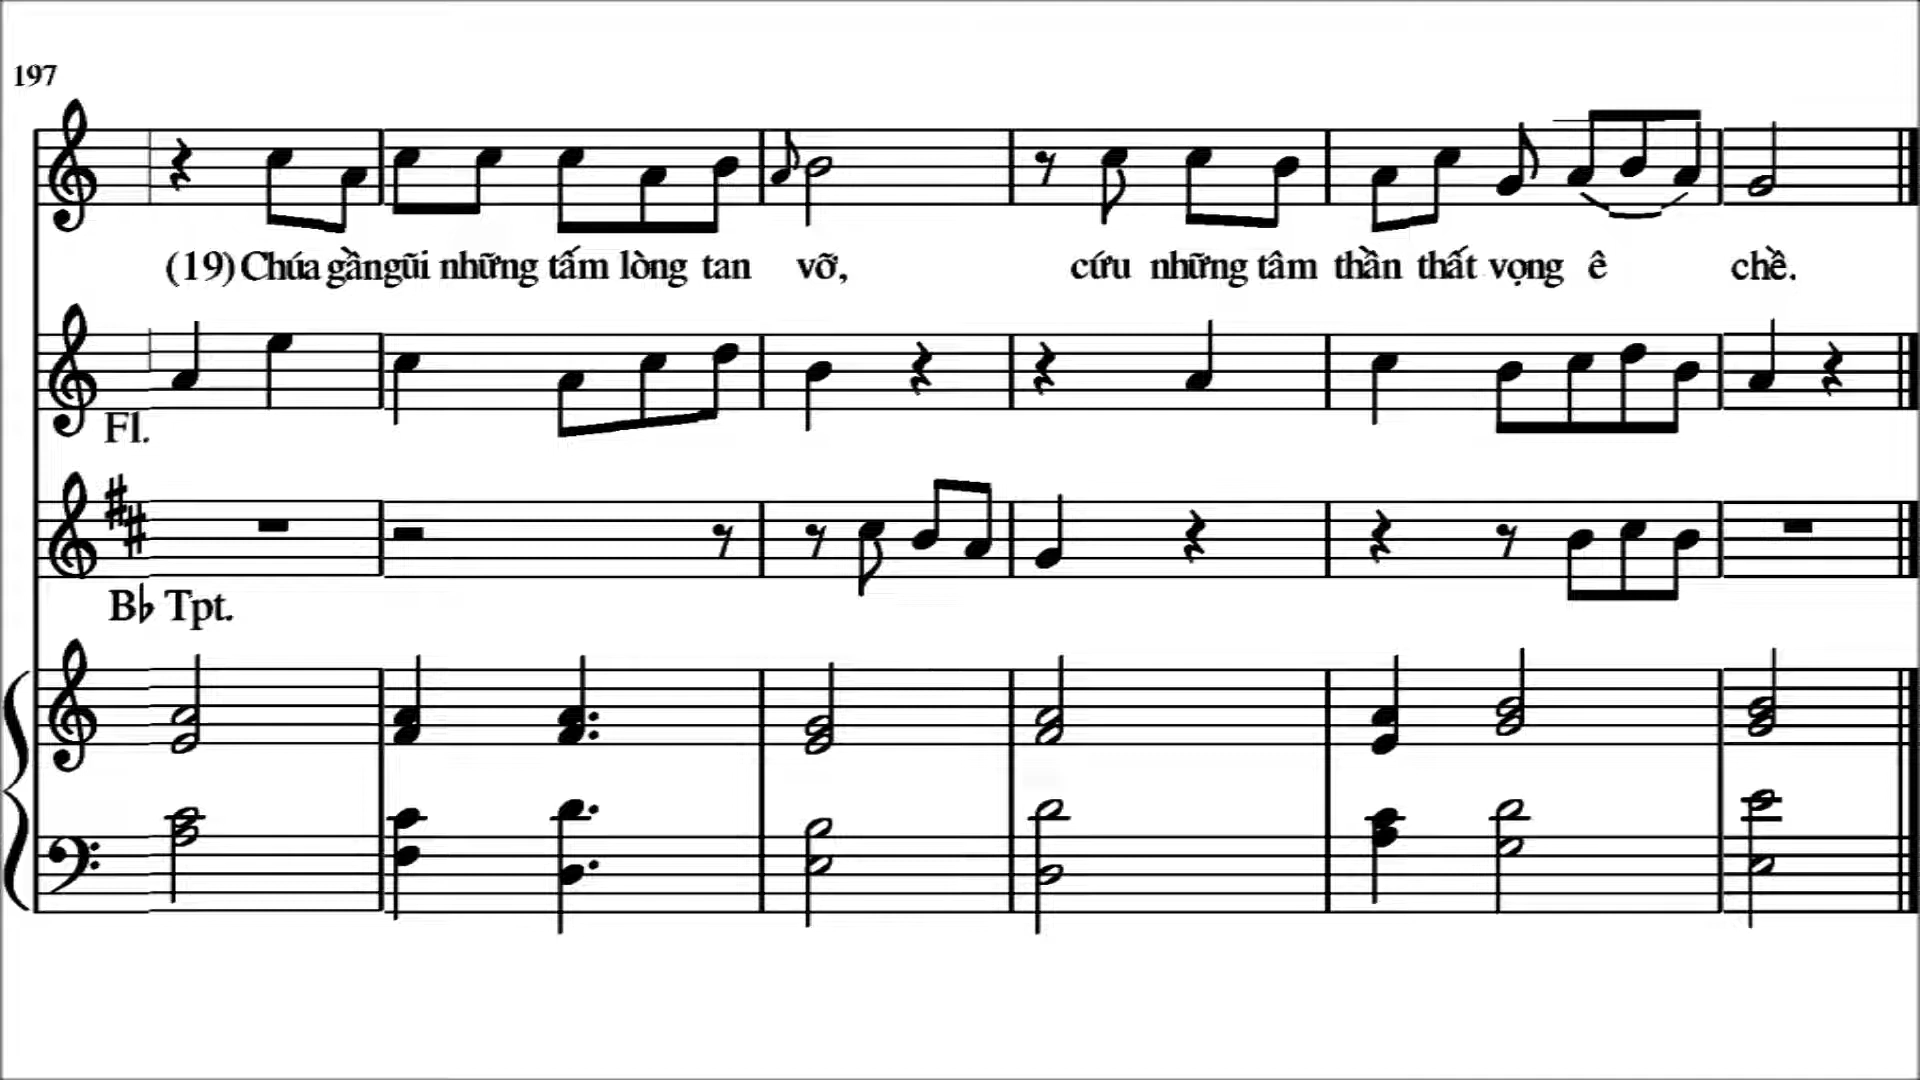 197
(19) Chúa gần gũi những tấm lòng tan vỡ, cứu những tâm thần thất vọng ê chề.
Fl.
B♭ Tpt.